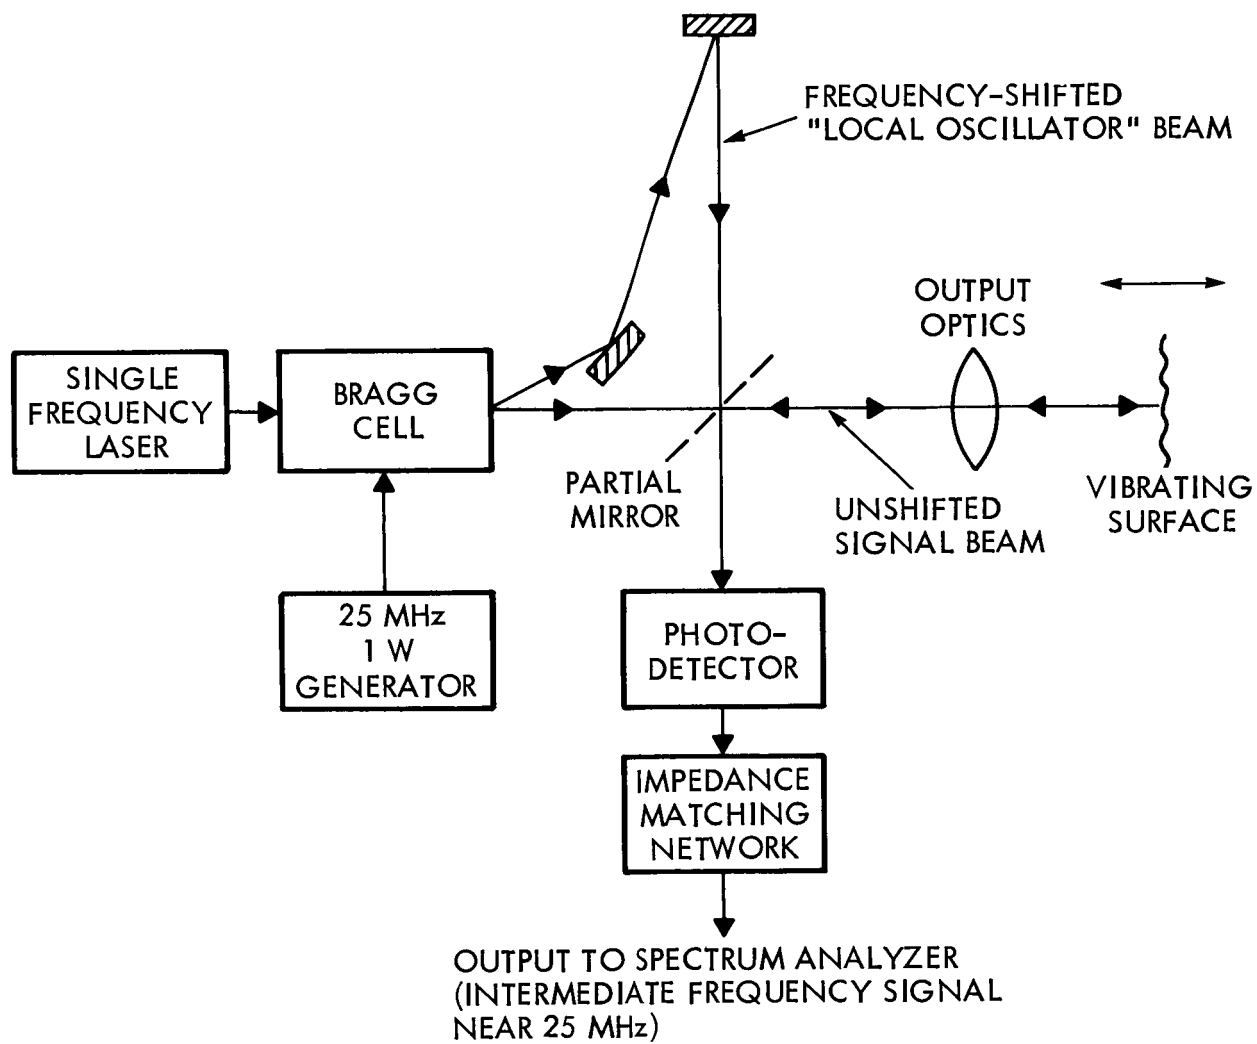 FREQUENCY-SHIFTED
"LOCAL OSCILLATOR" BEAM
OUTPUT
OPTICS
SINGLE
FREQUENCY
LASER
BRAGG
CELL
PARTIAL
MIRROR
UNSHIFTED
SIGNAL BEAM
VIBRATING
SURFACE
25 MHz
1 W
GENERATOR
PHOTO-
DETECTOR
IMPEDANCE
MATCHING
NETWORK
OUTPUT TO SPECTRUM ANALYZER
(INTERMEDIATE FREQUENCY SIGNAL
NEAR 25 MHz)